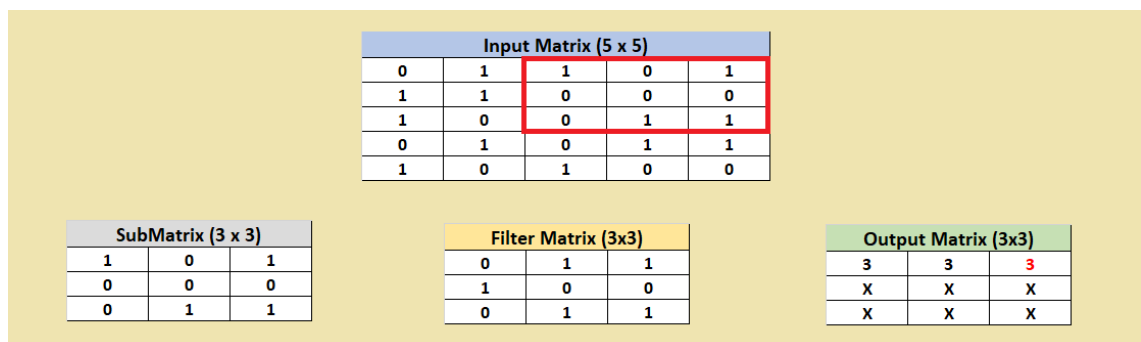 Input Matrix (5 x 5)
0 1 1 0 1
1 1 0 0 0
1 0 0 1 1
0 1 0 1 1
1 0 1 0 0
SubMatrix (3 x 3)
1 0 1
0 0 0
0 1 1
Filter Matrix (3x3)
0 1 1
1 0 0
0 1 1
Output Matrix (3x3)
3 3 3
X X X
X X X